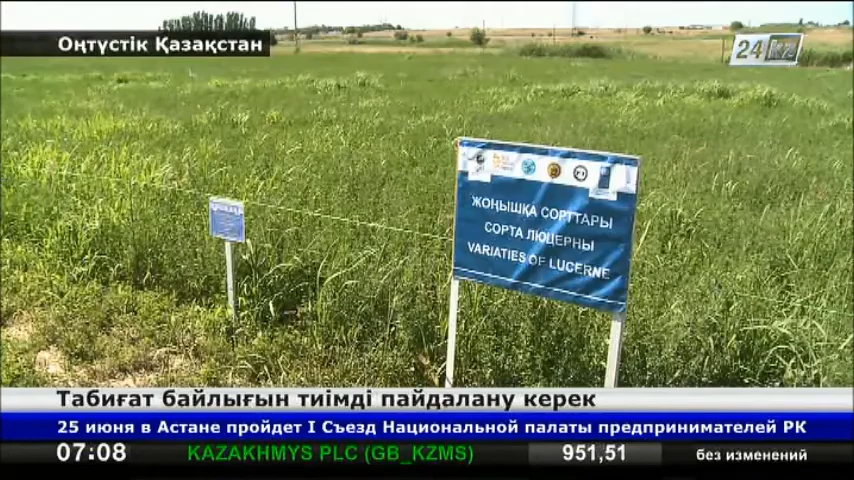 Оңтүстік Қазақстан
24 kz
ЖОҢЫШҚА СОРТТАРЫ
СОРТА ЛЮЦЕРНЫ
VARIATIES OF LUCERNE
Табиғат байлығын тиімді пайдалану керек
25 июня в Астане пройдет I Съезд Национальной палаты предпринимателей РК
07:08 KAZAKHMYS PLC (GB_KZMS) 951,51 без изменений